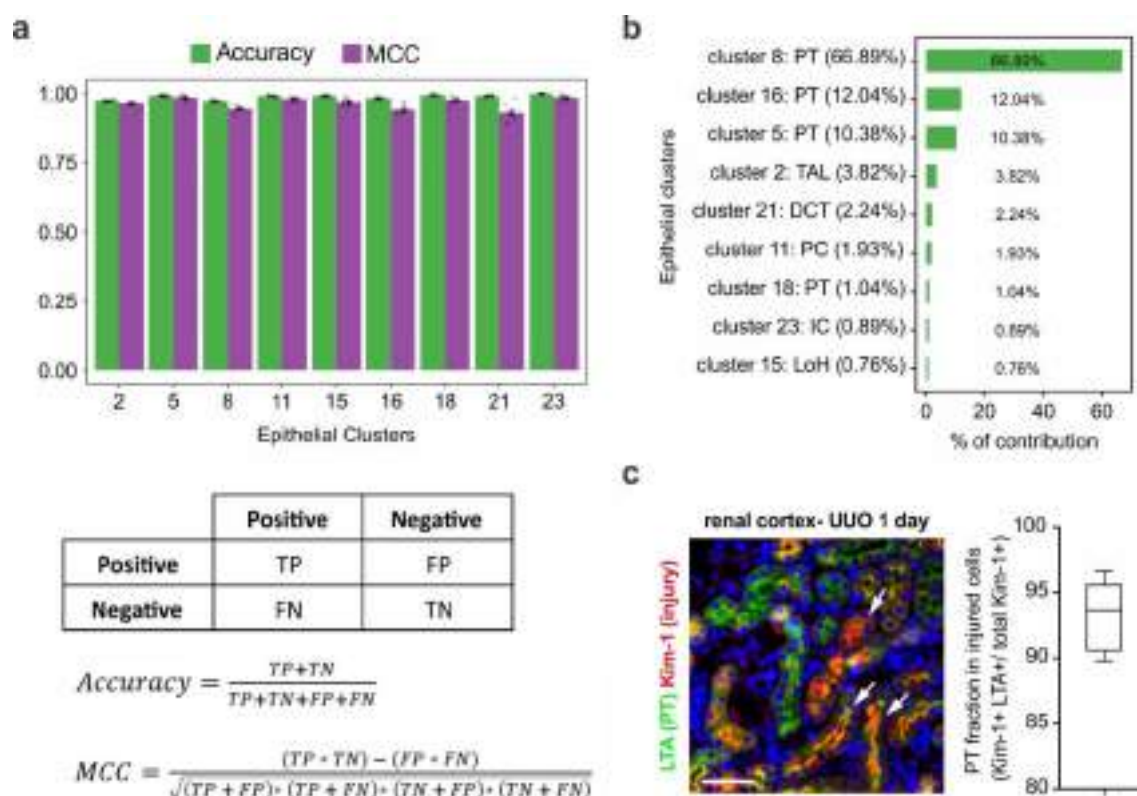 a
Accuracy MCC
1.00
0.75
0.50
0.25
0.00
2 5 8 11 15 16 18 21 23
Epithelial Clusters
Positive Negative
Positive TP FP
Negative FN TN
Accuracy = TP+TN / TP+TN+FP+FN
MCC = (TP * TN) − (FP * FN) / √(TP + FP) * (TP + FN) * (TN + FP) * (TN + FN)
b
Epithelial clusters
cluster 8: PT (66.89%) 66.89%
cluster 16: PT (12.04%) 12.04%
cluster 5: PT (10.38%) 10.38%
cluster 2: TAL (3.82%) 3.82%
cluster 21: DCT (2.24%) 2.24%
cluster 11: PC (1.93%) 1.93%
cluster 18: PT (1.04%) 1.04%
cluster 23: IC (0.89%) 0.89%
cluster 15: LoH (0.76%) 0.76%
0 20 40 60
% of contribution
c
renal cortex- UUO 1 day
LTA (PT) Kim-1 (injury)
PT fraction in injured cells
(Kim-1+ LTA+/ total Kim-1+)
100
95
90
85
80